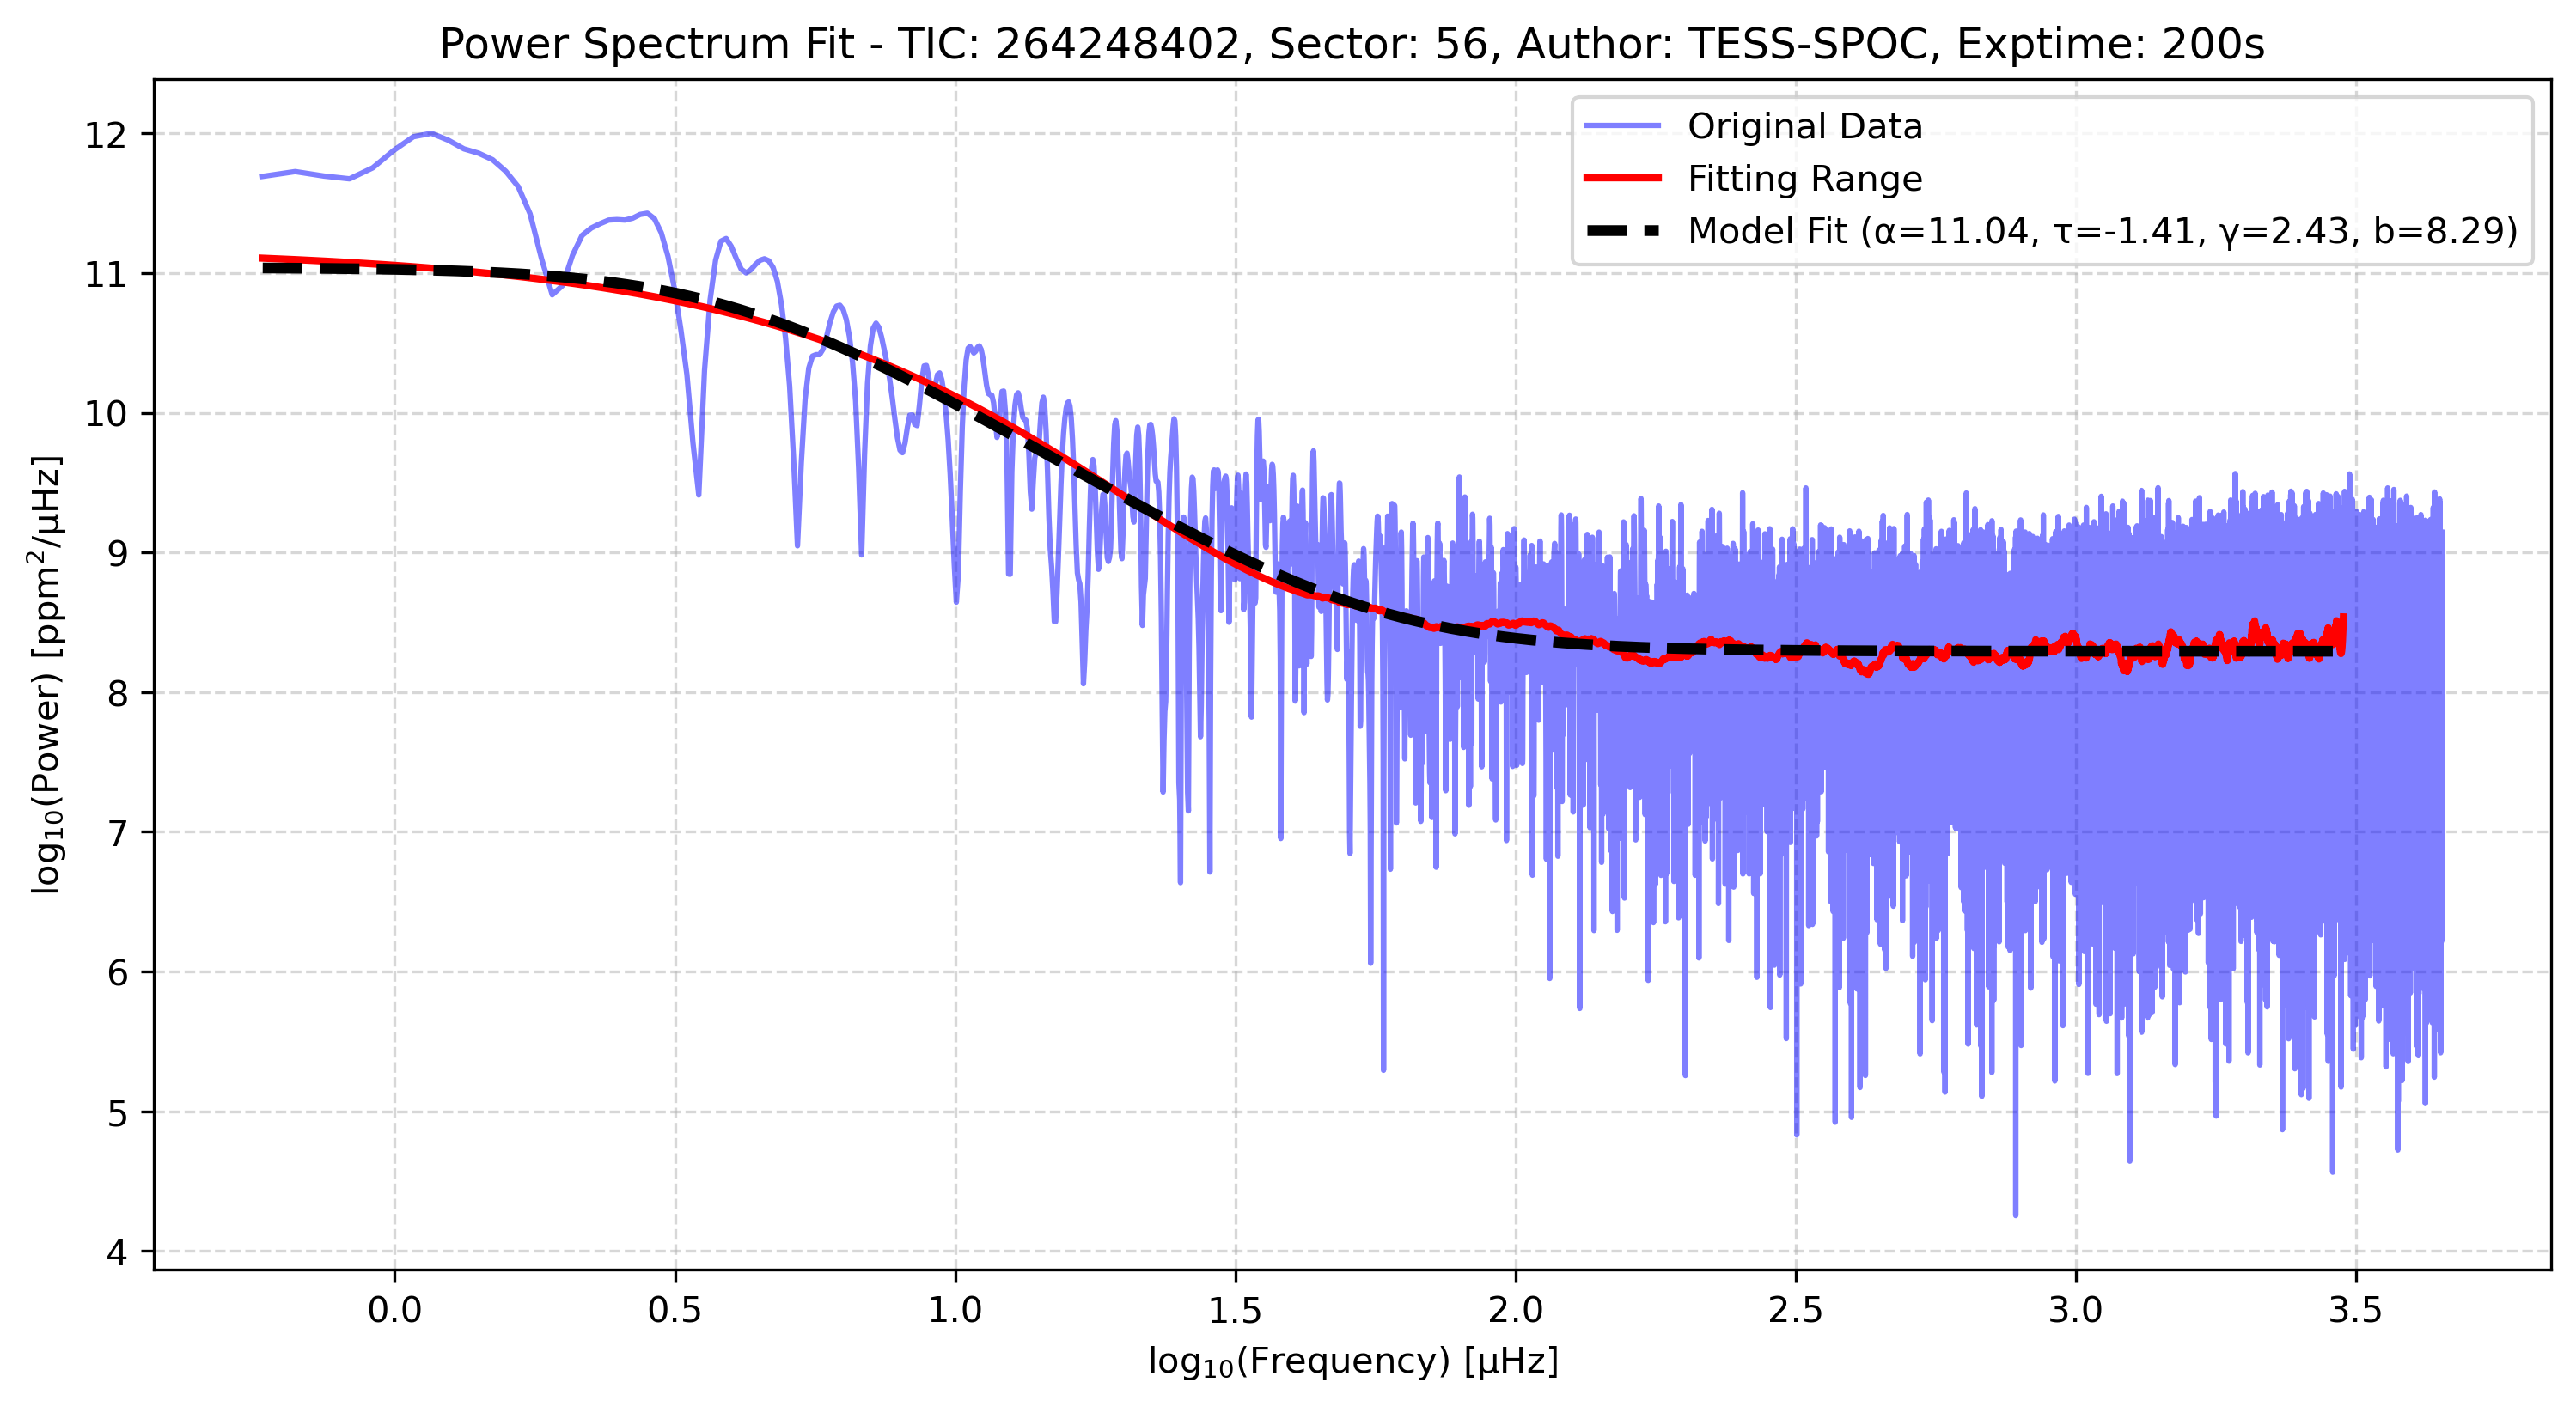 Power Spectrum Fit - TIC: 264248402, Sector: 56, Author: TESS-SPOC, Exptime: 200s
Original Data
Fitting Range
Model Fit (α=11.04, τ=-1.41, γ=2.43, b=8.29)
log₁₀(Power) [ppm²/μHz]
12
11
10
9
8
7
6
5
4
0.0 0.5 1.0 1.5 2.0 2.5 3.0 3.5
log₁₀(Frequency) [μHz]